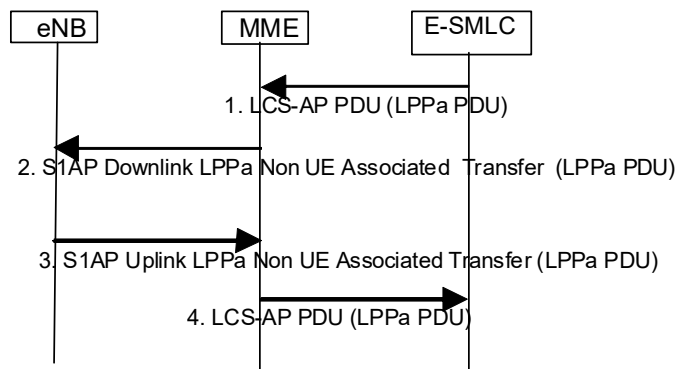 eNB
MME
E-SMLC
1. LCS-AP PDU (LPPa PDU)
2. S1AP Downlink LPPa Non UE Associated Transfer (LPPa PDU)
3. S1AP Uplink LPPa Non UE Associated Transfer (LPPa PDU)
4. LCS-AP PDU (LPPa PDU)